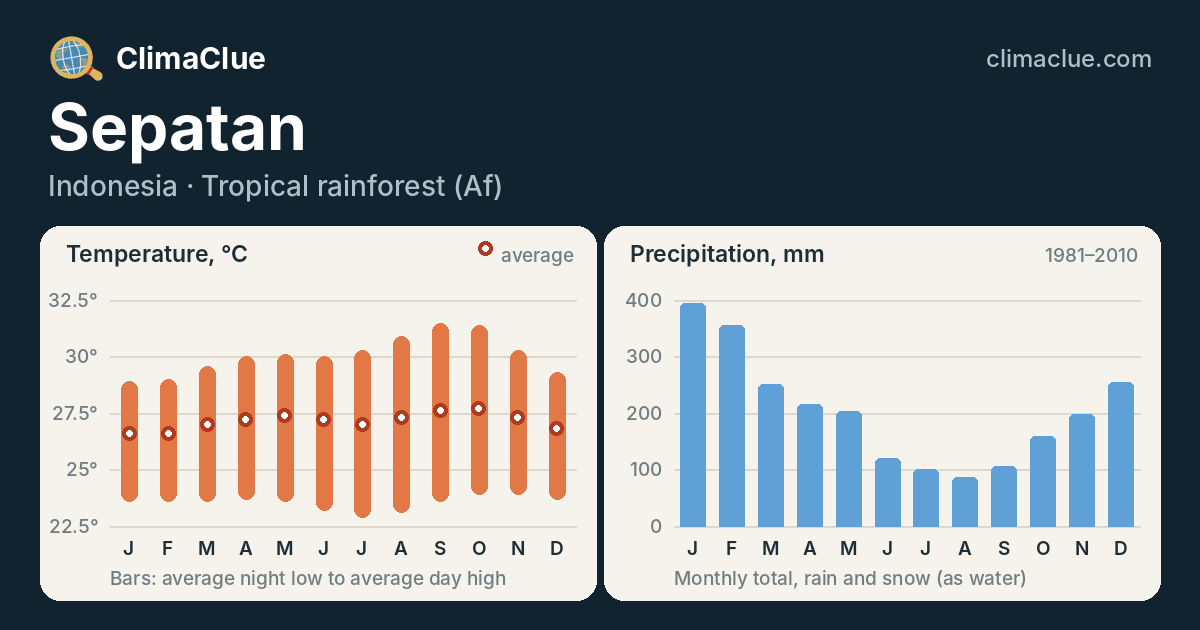 ClimaClue
climaclue.com
Sepatan
Indonesia · Tropical rainforest (Af)
Temperature, °C
average
32.5°
30°
27.5°
25°
22.5°
J F M A M J J A S O N D
Bars: average night low to average day high
Precipitation, mm
1981–2010
400
300
200
100
0
J F M A M J J A S O N D
Monthly total, rain and snow (as water)